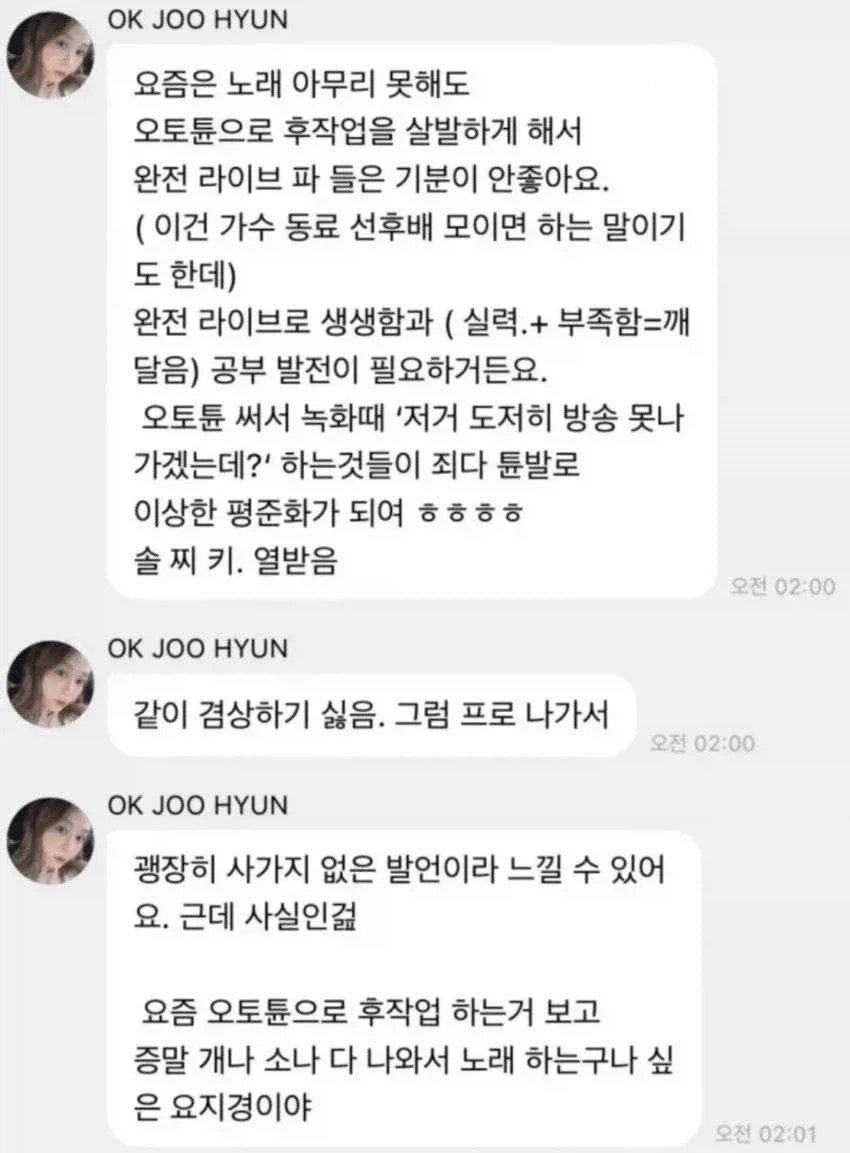 OK JOO HYUN
요즘은 노래 아무리 못해도
오토튠으로 후작업을 살발하게 해서
완전 라이브 파 들은 기분이 안좋아요.
( 이건 가수 동료 선후배 모이면 하는 말이기
도 한데)
완전 라이브로 생생함과 ( 실력.+ 부족함=깨
달음) 공부 발전이 필요하거든요.
오토튠 써서 녹화때 ‘저거 도저히 방송 못나
가겠는데?‘ 하는것들이 죄다 튠발로
이상한 평준화가 되여 ㅎㅎㅎㅎ
솔 찌 키. 열받음
오전 02:00
OK JOO HYUN
같이 겸상하기 싫음. 그럼 프로 나가서
오전 02:00
OK JOO HYUN
굉장히 사가지 없은 발언이라 느낄 수 있어
요. 근데 사실인걻
요즘 오토튠으로 후작업 하는거 보고
증말 개나 소나 다 나와서 노래 하는구나 싶
은 요지경이야
오전 02:01